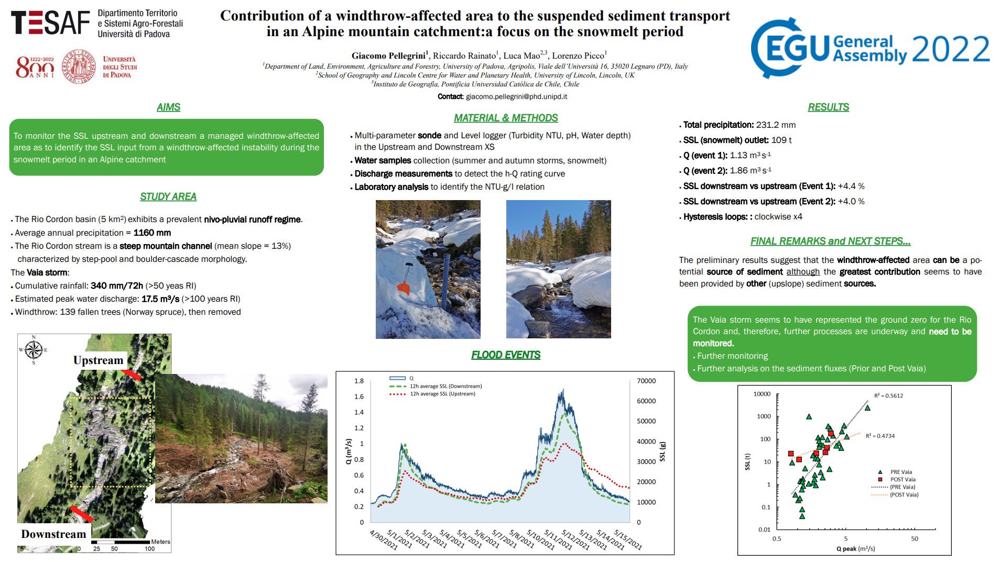 TESAF
Dipartimento Territorio
e Sistemi Agro-Forestali
Università di Padova
1222·2022
800
ANNI
UNIVERSITÀ
DEGLI STUDI
DI PADOVA
Contribution of a windthrow-affected area to the suspended sediment transport
in an Alpine mountain catchment:a focus on the snowmelt period
Giacomo Pellegrini1, Riccardo Rainato1, Luca Mao2,3, Lorenzo Picco1
1Department of Land, Environment, Agriculture and Forestry, University of Padova, Agripolis, Viale dell'Università 16, 35020 Legnaro (PD), Italy
2School of Geography and Lincoln Centre for Water and Planetary Health, University of Lincoln, Lincoln, UK
3Instituto de Geografía, Pontificia Universidad Católica de Chile, Chile
Contact: giacomo.pellegrini@phd.unipd.it
EGU General Assembly 2022
AIMS
To monitor the SSL upstream and downstream a managed windthrow-affected
area as to identify the SSL input from a windthrow-affected instability during the
snowmelt period in an Alpine catchment
STUDY AREA
• The Rio Cordon basin (5 km²) exhibits a prevalent nivo-pluvial runoff regime.
• Average annual precipitation = 1160 mm
• The Rio Cordon stream is a steep mountain channel (mean slope = 13%)
characterized by step-pool and boulder-cascade morphology.
The Vaia storm:
• Cumulative rainfall: 340 mm/72h (>50 yeas RI)
• Estimated peak water discharge: 17.5 m³/s (>100 years RI)
• Windthrow: 139 fallen trees (Norway spruce), then removed
N
W
E
S
Upstream
Downstream
Meters
0 25 50 100
MATERIAL & METHODS
• Multi-parameter sonde and Level logger (Turbidity NTU, pH, Water depth)
in the Upstream and Downstream XS
• Water samples collection (summer and autumn storms, snowmelt)
• Discharge measurements to detect the h-Q rating curve
• Laboratory analysis to identify the NTU-g/l relation
FLOOD EVENTS
Q
12h average SSL (Downstream)
12h average SSL (Upstream)
Q (m³/s)
1.8
1.6
1.4
1.2
1
0.8
0.6
0.4
0.2
0
70000
60000
50000
40000
30000
20000
10000
0
SSL (g)
4/30/2021
5/1/2021
5/2/2021
5/3/2021
5/4/2021
5/5/2021
5/6/2021
5/7/2021
5/8/2021
5/10/2021
5/11/2021
5/12/2021
5/13/2021
5/14/2021
5/15/2021
RESULTS
• Total precipitation: 231.2 mm
• SSL (snowmelt) outlet: 109 t
• Q (event 1): 1.13 m³ s⁻¹
• Q (event 2): 1.86 m³ s⁻¹
• SSL downstream vs upstream (Event 1): +4.4 %
• SSL downstream vs upstream (Event 2): +4.0 %
• Hysteresis loops: : clockwise x4
FINAL REMARKS and NEXT STEPS...
The preliminary results suggest that the windthrow-affected area can be a po-
tential source of sediment although the greatest contribution seems to have
been provided by other (upslope) sediment sources.
The Vaia storm seems to have represented the ground zero for the Rio
Cordon and, therefore, further processes are underway and need to be
monitored.
• Further monitoring
• Further analysis on the sediment fluxes (Prior and Post Vaia)
SSL (t)
10000
1000
100
10
1
0.1
0.01
0.5
5
50
Q peak (m³/s)
R² = 0.5612
R² = 0.4734
PRE Vaia
POST Vaia
(PRE Vaia)
(POST Vaia)